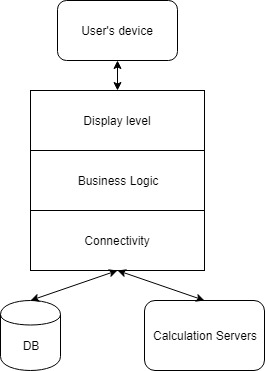 User's device
Display level
Business Logic
Connectivity
DB
Calculation Servers